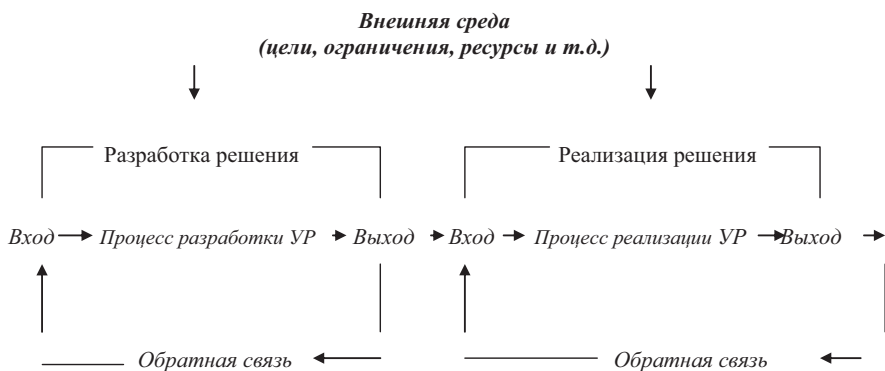 Внешняя среда
(цели, ограничения, ресурсы и т.д.)
Разработка решения Реализация решения
Вход Процесс разработки УР Выход Вход Процесс реализации УР Выход
Обратная связь Обратная связь